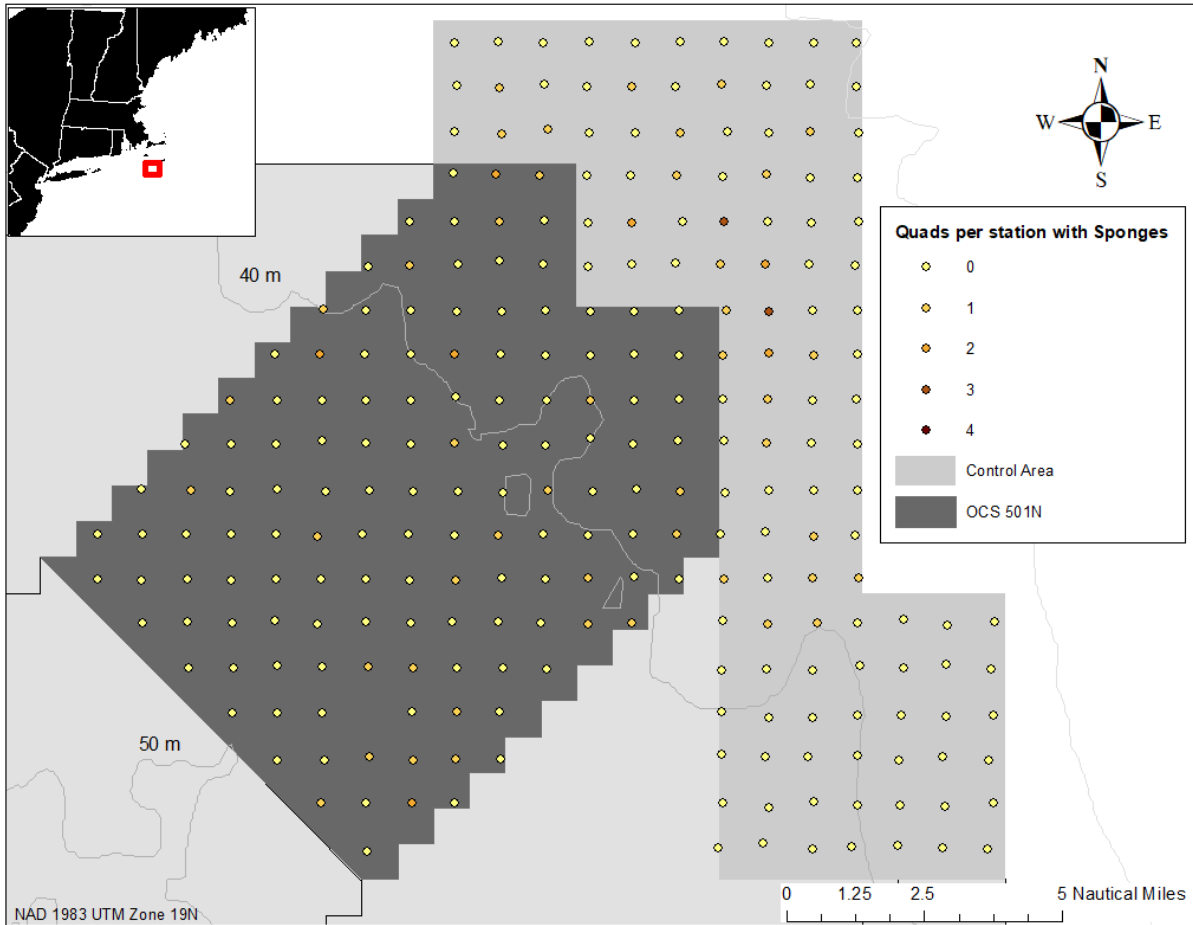 N
W E
S
Quads per station with Sponges
0
1
2
3
4
Control Area
OCS 501N
40 m
50 m
NAD 1983 UTM Zone 19N
0 1.25 2.5 5 Nautical Miles